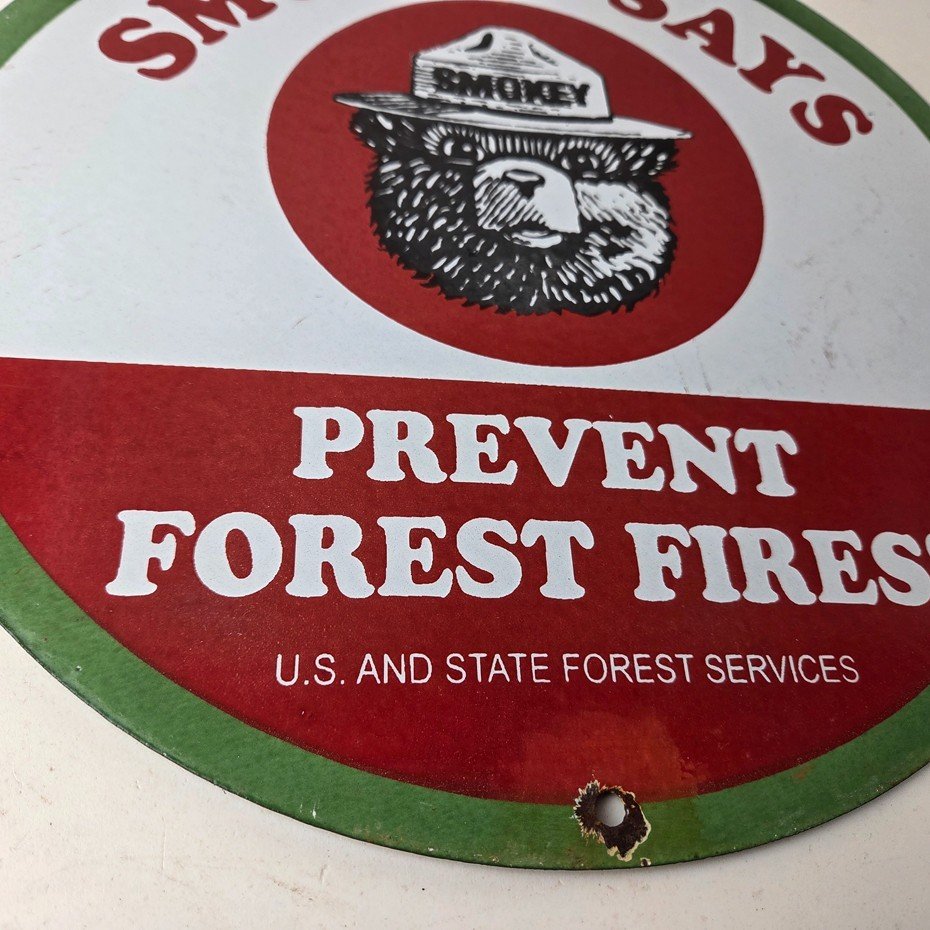 SAYS
SMOKEY
PREVENT
FOREST FIRES
U.S. AND STATE FOREST SERVICES